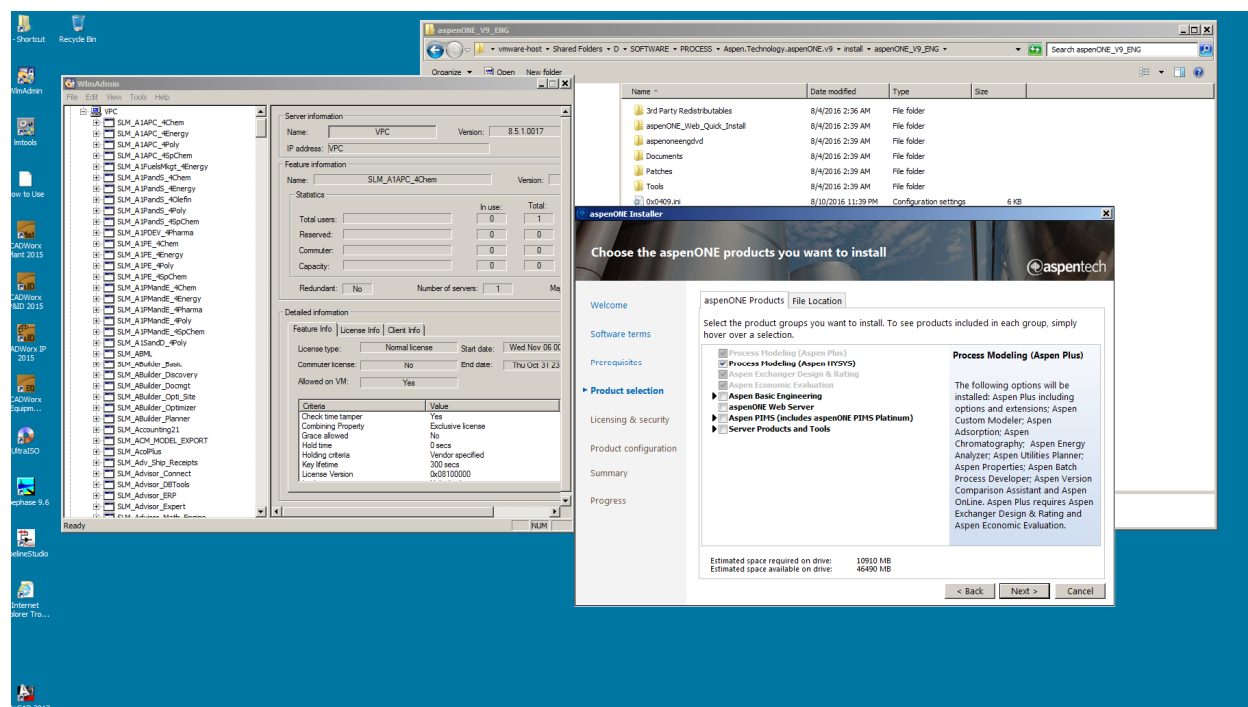 - Shortcut
Recycle Bin
WlmAdmin
lmtools
ow to Use
CADWorx
Plant 2015
CADWorx
P&ID 2015
CADWorx IP
2015
CADWorx
Equipm...
UltraISO
pephase 9.6
pelineStudio
Internet
plorer Tro...
WlmAdmin
File Edit View Tools Help
VPC
SLM_A1APC_4Chem
SLM_A1APC_4Energy
SLM_A1APC_4Poly
SLM_A1APC_4SpChem
SLM_A1FuelsMkgt_4Energy
SLM_A1PandS_4Chem
SLM_A1PandS_4Energy
SLM_A1PandS_4Olefin
SLM_A1PandS_4Poly
SLM_A1PandS_4SpChem
SLM_A1PDEV_4Pharma
SLM_A1PE_4Chem
SLM_A1PE_4Energy
SLM_A1PE_4Poly
SLM_A1PE_4SpChem
SLM_A1PMandE_4Chem
SLM_A1PMandE_4Energy
SLM_A1PMandE_4Pharma
SLM_A1PMandE_4Poly
SLM_A1PMandE_4SpChem
SLM_A1SandD_4Poly
SLM_ABML
SLM_ABuilder_Basic
SLM_ABuilder_Discovery
SLM_ABuilder_Docmgt
SLM_ABuilder_Opti_Site
SLM_ABuilder_Optimizer
SLM_ABuilder_Planner
SLM_Accounting21
SLM_ACM_MODEL_EXPORT
SLM_AcolPlus
SLM_Adv_Ship_Receipts
SLM_Advisor_Connect
SLM_Advisor_DBTools
SLM_Advisor_ERP
SLM_Advisor_Expert
SLM_Advisor_Math_Engine
Server information
Name: VPC Version: 8.5.1.0017
IP address: VPC
Feature information
Name: SLM_A1APC_4Chem Version:
Statistics
In use: Total:
Total users: 0 1
Reserved: 0 0
Commuter: 0 0
Capacity: 0 0
Redundant: No Number of servers: 1 Ma
Detailed information
Feature Info License Info Client Info
License type: Normal license Start date: Wed Nov 06 00
Commuter license: No End date: Thu Oct 31 23
Allowed on VM: Yes
Criteria Value
Check time tamper Yes
Combining Property Exclusive license
Grace allowed No
Hold time 0 secs
Holding criteria Vendor specified
Key lifetime 300 secs
License Version 0x08100000
Ready NUM
aspenONE_V9_ENG
vmware-host Shared Folders D SOFTWARE PROCESS Aspen.Technology.aspenONE.v9 install aspenONE_V9_ENG
Search aspenONE_V9_ENG
Organize Open New folder
Name Date modified Type Size
3rd Party Redistributables 8/4/2016 2:36 AM File folder
aspenONE_Web_Quick_Install 8/4/2016 2:39 AM File folder
aspenoneengdvd 8/4/2016 2:39 AM File folder
Documents 8/4/2016 2:39 AM File folder
Patches 8/4/2016 2:39 AM File folder
Tools 8/4/2016 2:39 AM File folder
0x0409.ini 8/10/2016 11:39 PM Configuration settings 6 KB
aspenONE Installer
Choose the aspenONE products you want to install
aspentech
Welcome
Software terms
Prerequisites
Product selection
Licensing & security
Product configuration
Summary
Progress
aspenONE Products File Location
Select the product groups you want to install. To see products included in each group, simply
hover over a selection.
Process Modeling (Aspen Plus)
Process Modeling (Aspen HYSYS)
Aspen Exchanger Design & Rating
Aspen Economic Evaluation
Aspen Basic Engineering
aspenONE Web Server
Aspen PIMS (includes aspenONE PIMS Platinum)
Server Products and Tools
Process Modeling (Aspen Plus)
The following options will be
installed: Aspen Plus including
options and extensions; Aspen
Custom Modeler; Aspen
Adsorption; Aspen
Chromatography; Aspen Energy
Analyzer; Aspen Utilities Planner;
Aspen Properties; Aspen Batch
Process Developer; Aspen Version
Comparison Assistant and Aspen
OnLine. Aspen Plus requires Aspen
Exchanger Design & Rating and
Aspen Economic Evaluation.
Estimated space required on drive: 10910 MB
Estimated space available on drive: 46490 MB
< Back Next > Cancel